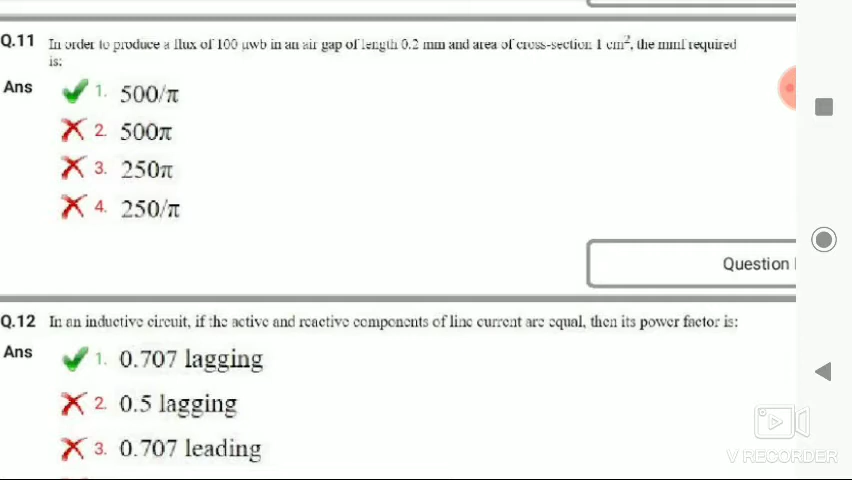 Q.11 In order to produce a flux of 100 μwb in an air gap of length 0.2 mm and area of cross-section 1 cm², the mmf required
is:
Ans 1. 500/π
2. 500π
3. 250π
4. 250/π
Question
Q.12 In an inductive circuit, if the active and reactive components of line current are equal, then its power factor is:
Ans 1. 0.707 lagging
2. 0.5 lagging
3. 0.707 leading
V RECORDER